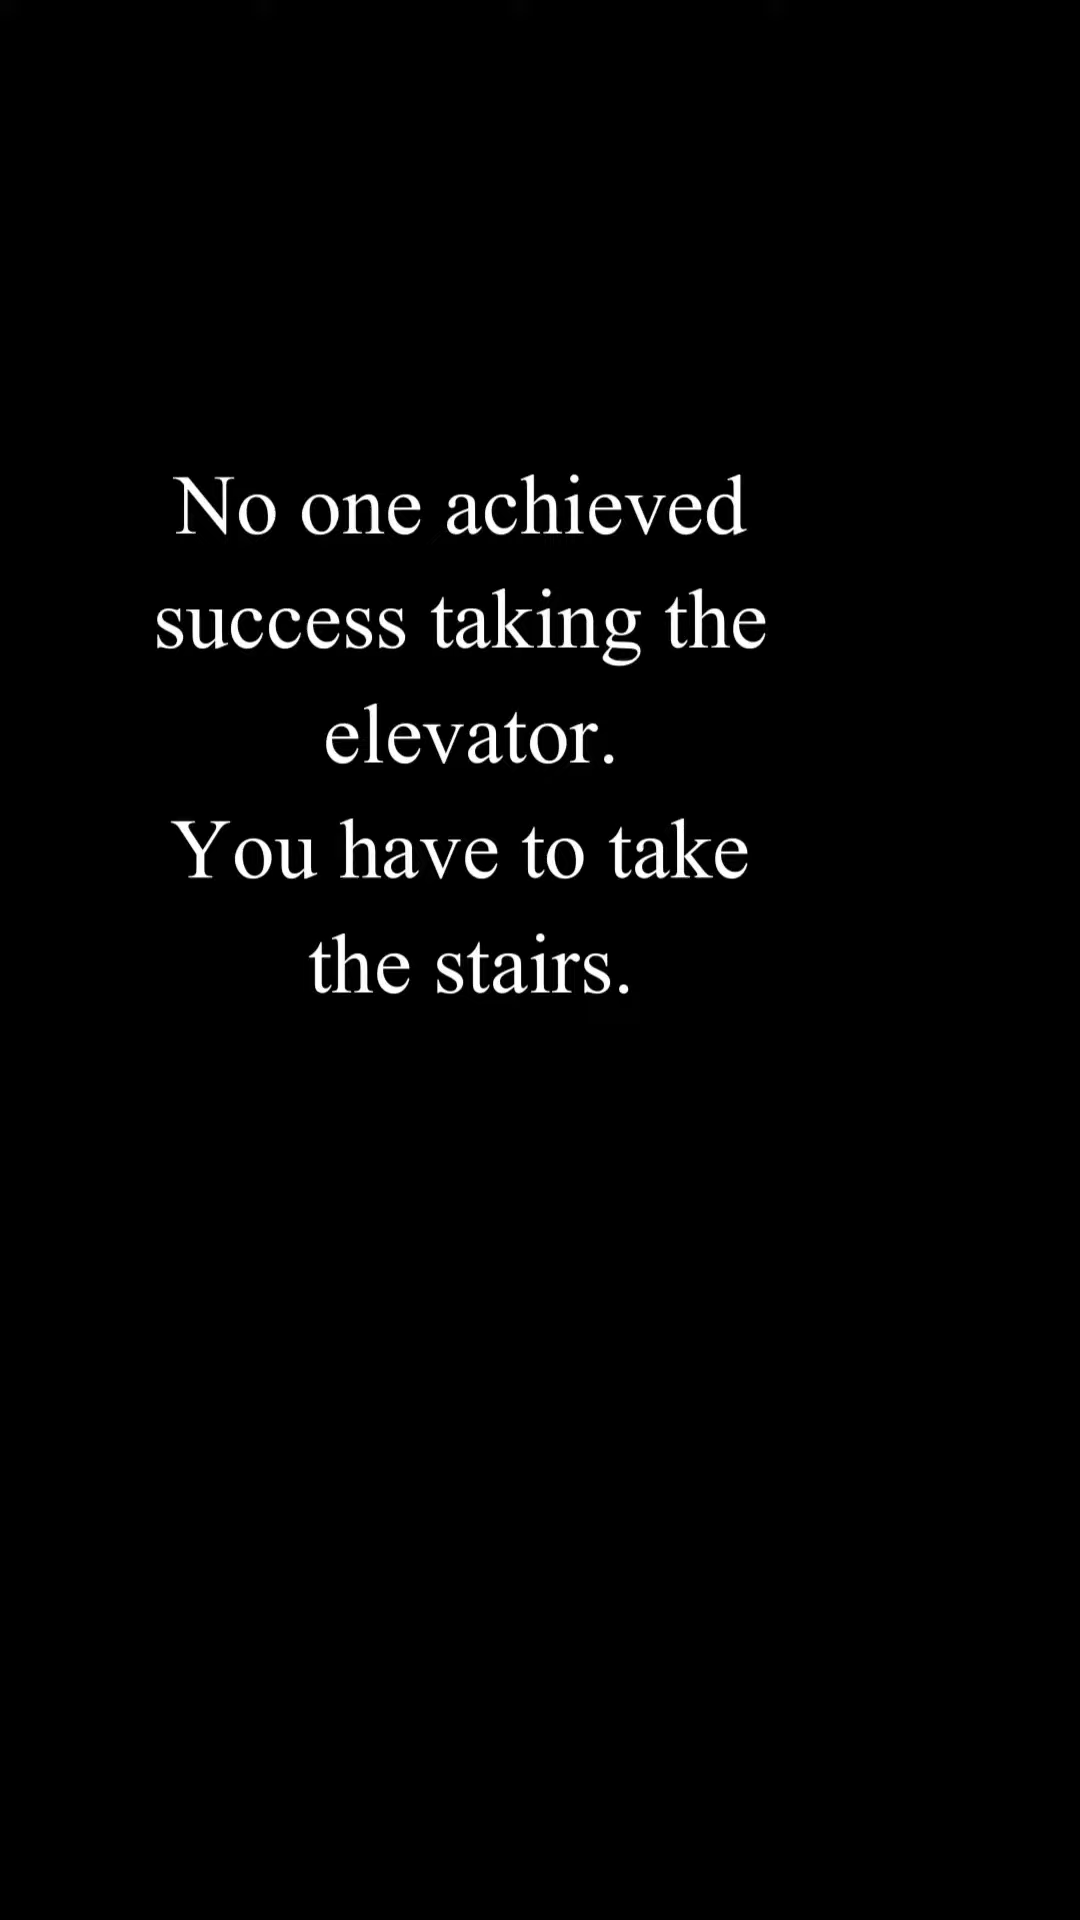 No one achieved
success taking the
elevator.
You have to take
the stairs.